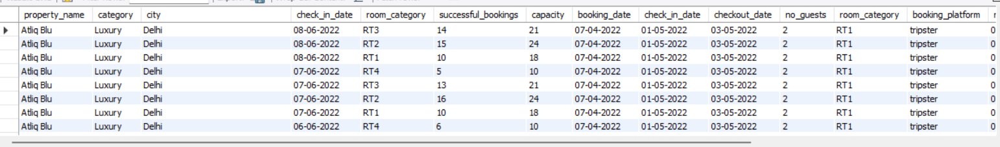 property_name category city check_in_date room_category successful_bookings capacity booking_date check_in_date checkout_date no_guests room_category booking_platform
Atliq Blu Luxury Delhi 08-06-2022 RT3 14 21 07-04-2022 01-05-2022 03-05-2022 2 RT1 tripster 0
Atliq Blu Luxury Delhi 08-06-2022 RT2 15 24 07-04-2022 01-05-2022 03-05-2022 2 RT1 tripster 0
Atliq Blu Luxury Delhi 08-06-2022 RT1 10 18 07-04-2022 01-05-2022 03-05-2022 2 RT1 tripster 0
Atliq Blu Luxury Delhi 07-06-2022 RT4 5 10 07-04-2022 01-05-2022 03-05-2022 2 RT1 tripster 0
Atliq Blu Luxury Delhi 07-06-2022 RT3 13 21 07-04-2022 01-05-2022 03-05-2022 2 RT1 tripster 0
Atliq Blu Luxury Delhi 07-06-2022 RT2 16 24 07-04-2022 01-05-2022 03-05-2022 2 RT1 tripster 0
Atliq Blu Luxury Delhi 07-06-2022 RT1 10 18 07-04-2022 01-05-2022 03-05-2022 2 RT1 tripster 0
Atliq Blu Luxury Delhi 06-06-2022 RT4 6 10 07-04-2022 01-05-2022 03-05-2022 2 RT1 tripster 0